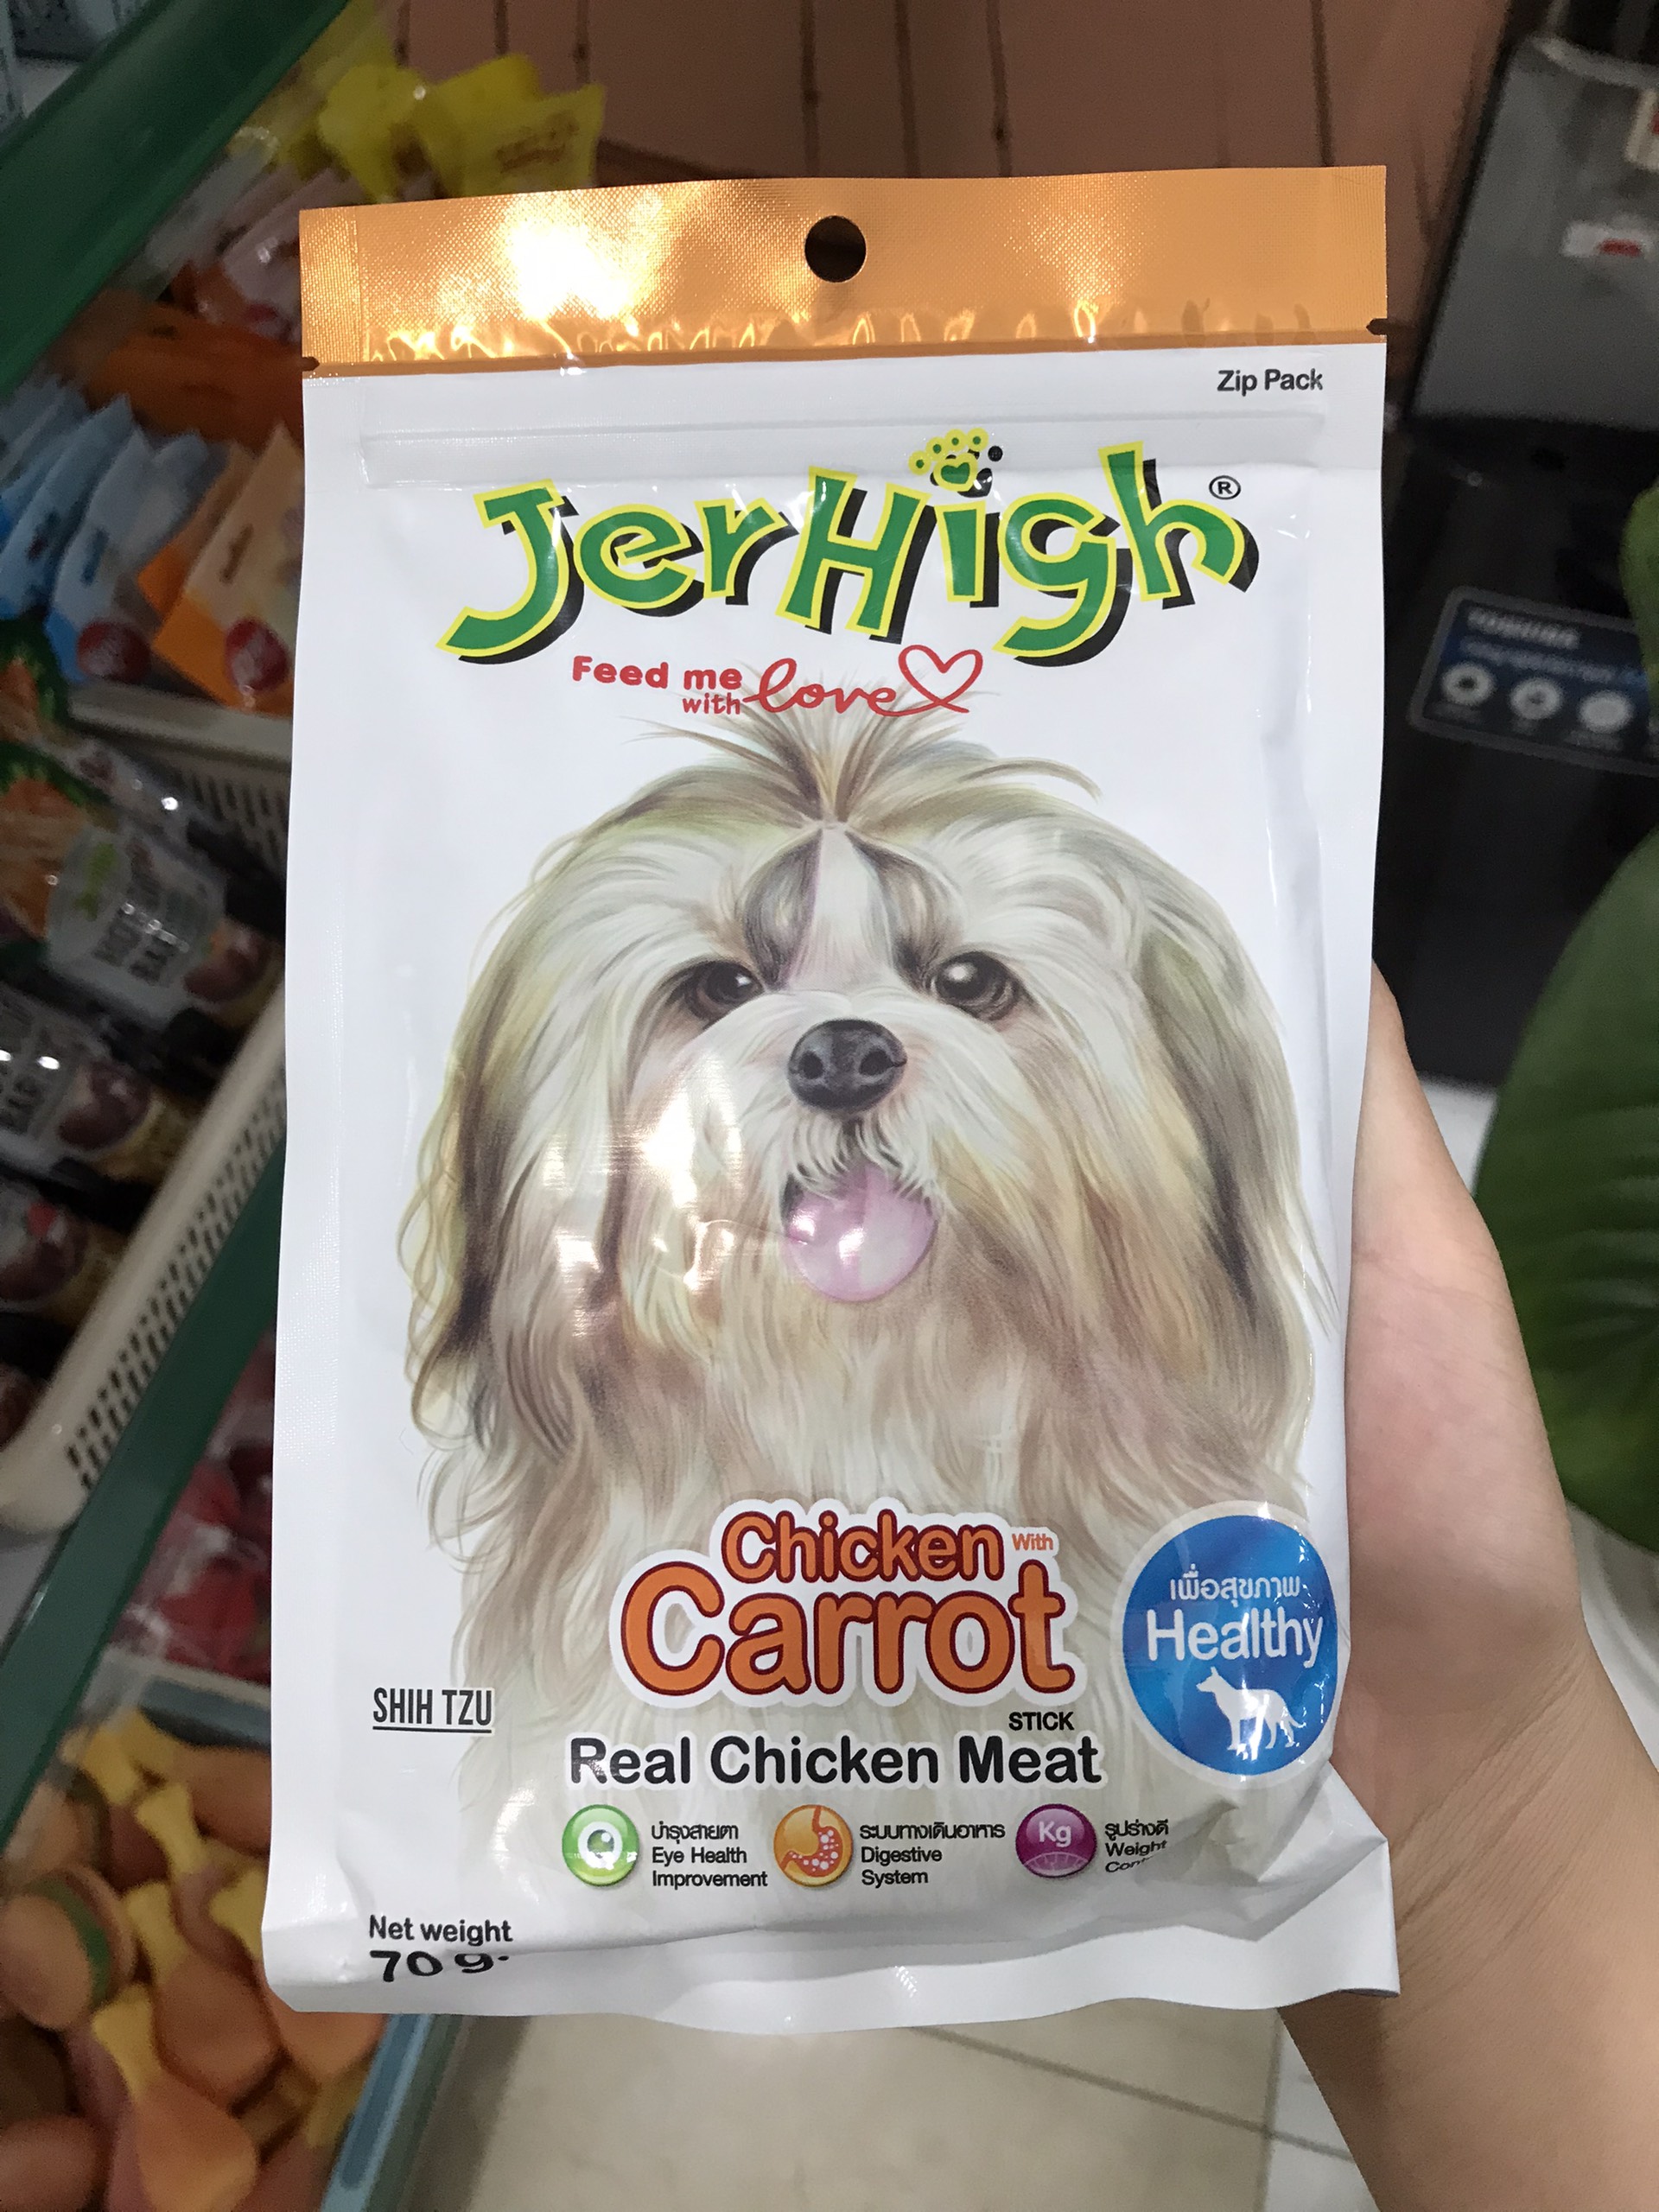 Zip Pack
JerHigh®
Feed me
with love
Chicken With
Carrot
STICK
Real Chicken Meat
เพื่อสุขภาพ
Healthy
SHIH TZU
บำรุงสายตา
Eye Health
Improvement
ระบบทางเดินอาหาร
Digestive
System
Kg
รูปร่างดี
Weight
Net weight
70 g.